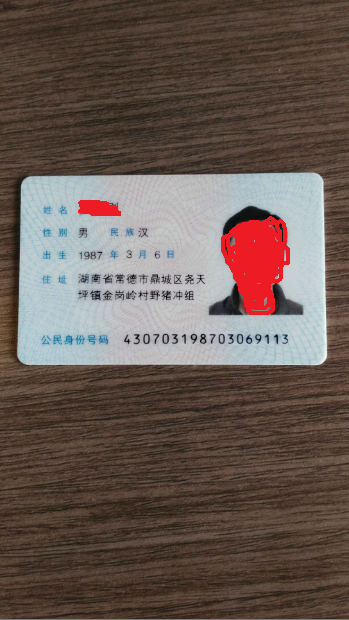 姓名
性别 男 民族 汉
出生 1987 年 3 月 6 日
住址 湖南省常德市鼎城区尧天
坪镇金岗岭村野猪冲组
公民身份号码 430703198703069113